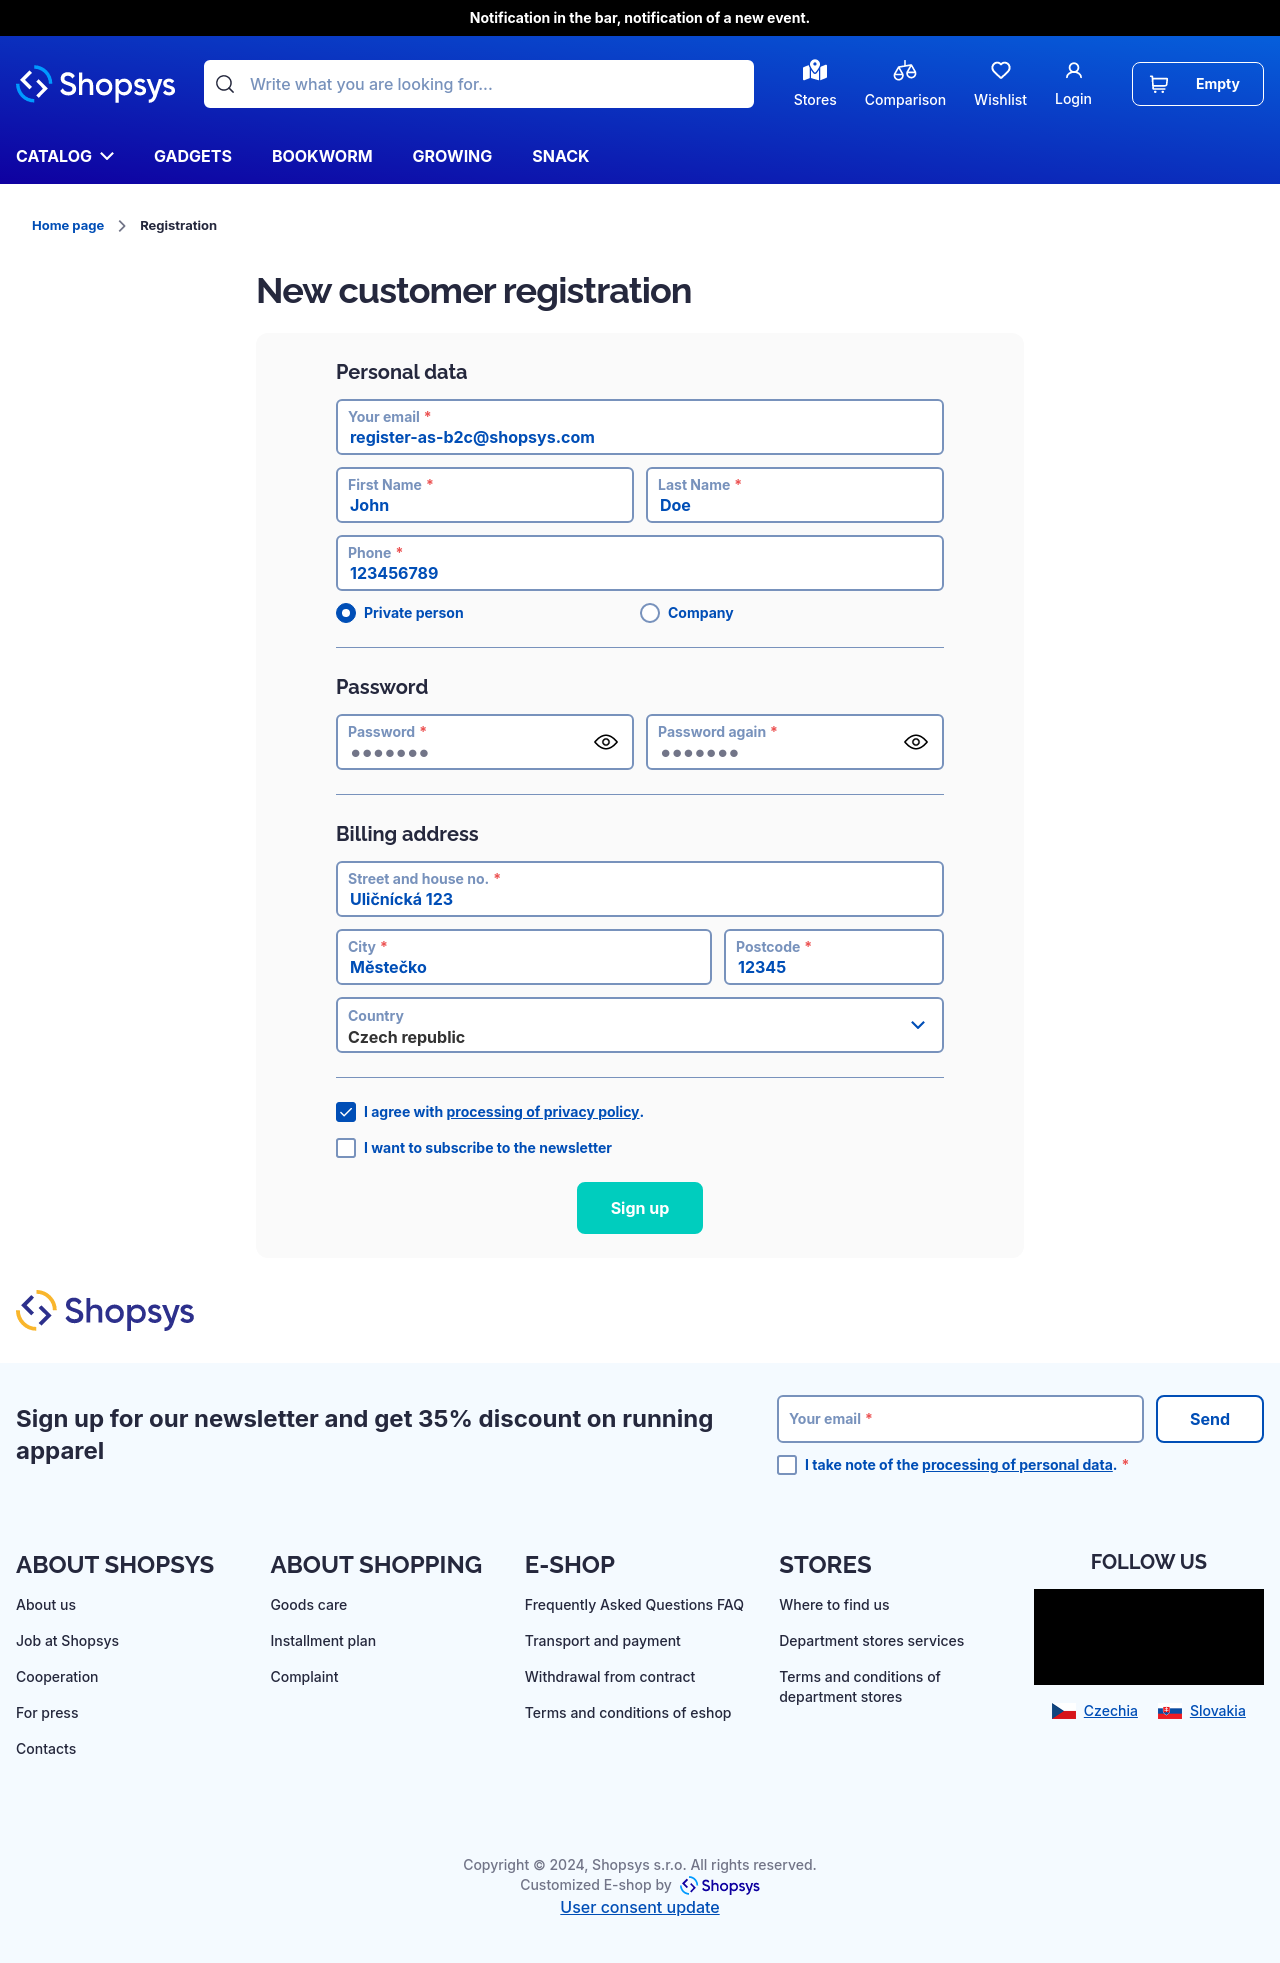 Notification in the bar, notification of a new event.
Shopsys
Write what you are looking for...
Stores
Comparison
Wishlist
Login
Empty
CATALOG
GADGETS
BOOKWORM
GROWING
SNACK
Home page
Registration
New customer registration
Personal data
Your email *
register-as-b2c@shopsys.com
First Name *
John
Last Name *
Doe
Phone *
123456789
Private person
Company
Password
Password *
•••••••
Password again *
•••••••
Billing address
Street and house no. *
Uličnícká 123
City *
Městečko
Postcode *
12345
Country
Czech republic
I agree with processing of privacy policy.
I want to subscribe to the newsletter
Sign up
Shopsys
Sign up for our newsletter and get 35% discount on running
apparel
Your email *
Send
I take note of the processing of personal data. *
ABOUT SHOPSYS
About us
Job at Shopsys
Cooperation
For press
Contacts
ABOUT SHOPPING
Goods care
Installment plan
Complaint
E-SHOP
Frequently Asked Questions FAQ
Transport and payment
Withdrawal from contract
Terms and conditions of eshop
STORES
Where to find us
Department stores services
Terms and conditions of
department stores
FOLLOW US
Czechia
Slovakia
Copyright © 2024, Shopsys s.r.o. All rights reserved.
Customized E-shop by Shopsys
User consent update